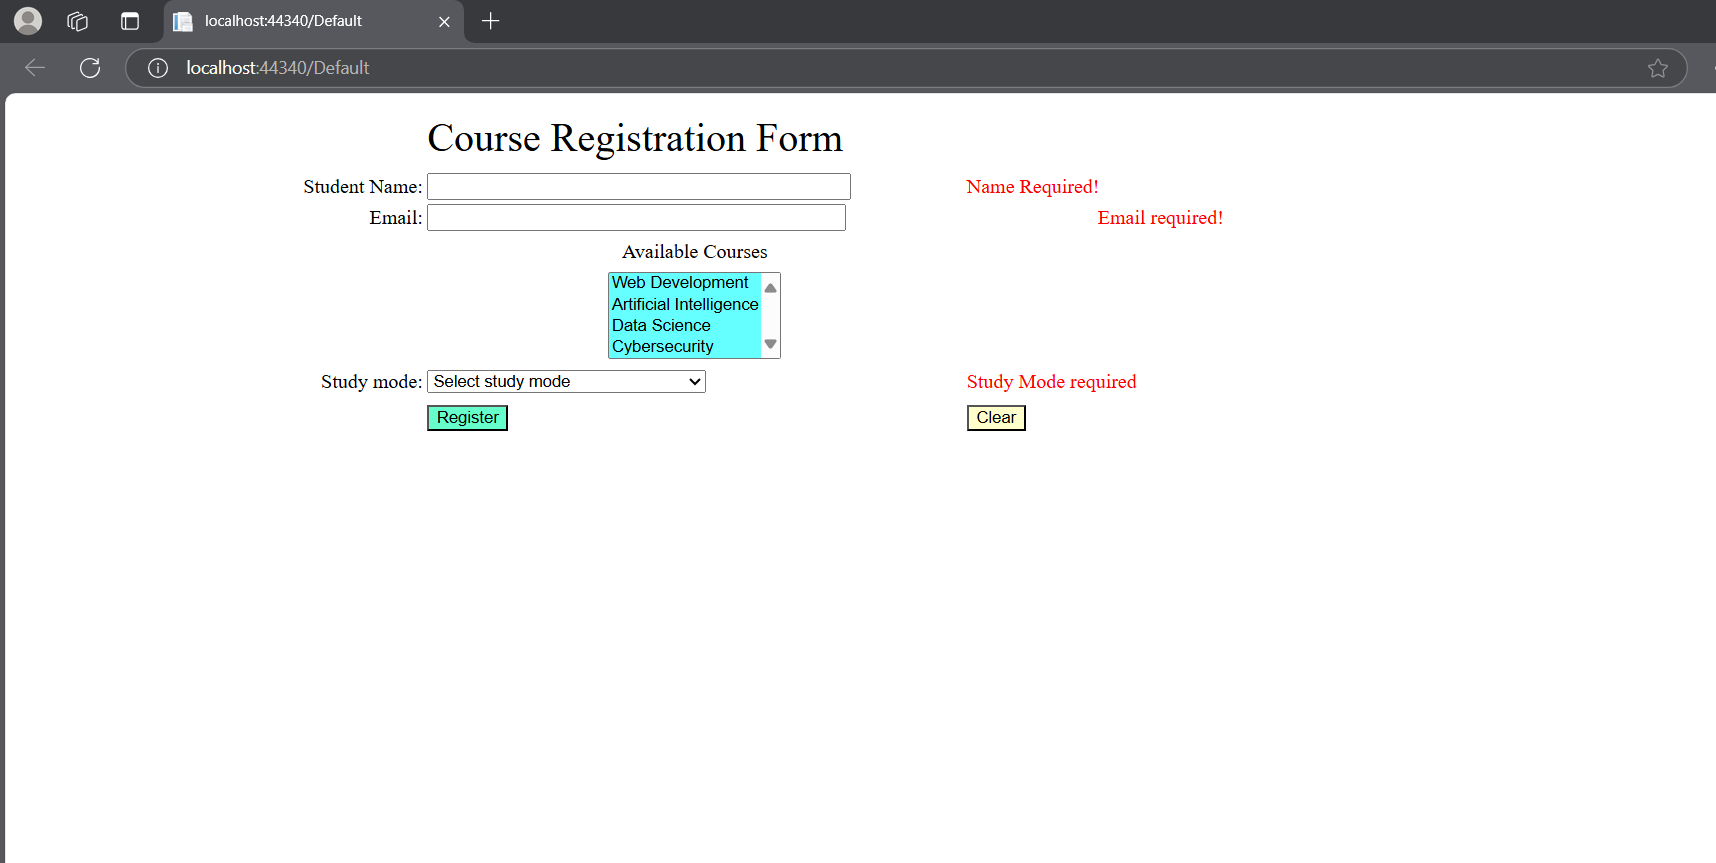 localhost:44340/Default
localhost:44340/Default
Course Registration Form
Student Name: Name Required!
Email: Email required!
Available Courses
Web Development
Artificial Intelligence
Data Science
Cybersecurity
Study mode: Select study mode Study Mode required
Register Clear